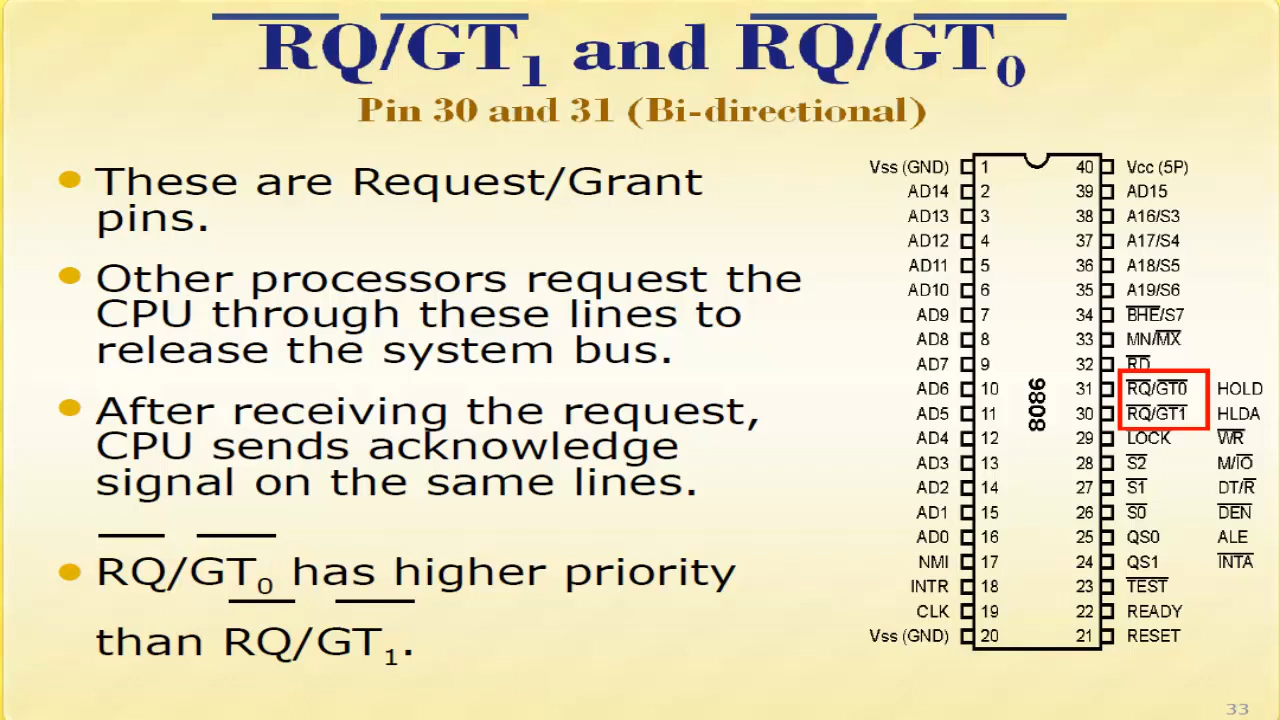 RQ/GT1 and RQ/GT0
Pin 30 and 31 (Bi-directional)
These are Request/Grant
pins.
Other processors request the
CPU through these lines to
release the system bus.
After receiving the request,
CPU sends acknowledge
signal on the same lines.
RQ/GT0 has higher priority
than RQ/GT1.
Vss (GND) 1 40 Vcc (5P)
AD14 2 39 AD15
AD13 3 38 A16/S3
AD12 4 37 A17/S4
AD11 5 36 A18/S5
AD10 6 35 A19/S6
AD9 7 34 BHE/S7
AD8 8 33 MN/MX
AD7 9 32 RD
AD6 10 31 RQ/GT0 HOLD
AD5 11 30 RQ/GT1 HLDA
AD4 12 29 LOCK WR
AD3 13 28 S2 M/IO
AD2 14 27 S1 DT/R
AD1 15 26 S0 DEN
AD0 16 25 QS0 ALE
NMI 17 24 QS1 INTA
INTR 18 23 TEST
CLK 19 22 READY
Vss (GND) 20 21 RESET
8086
33